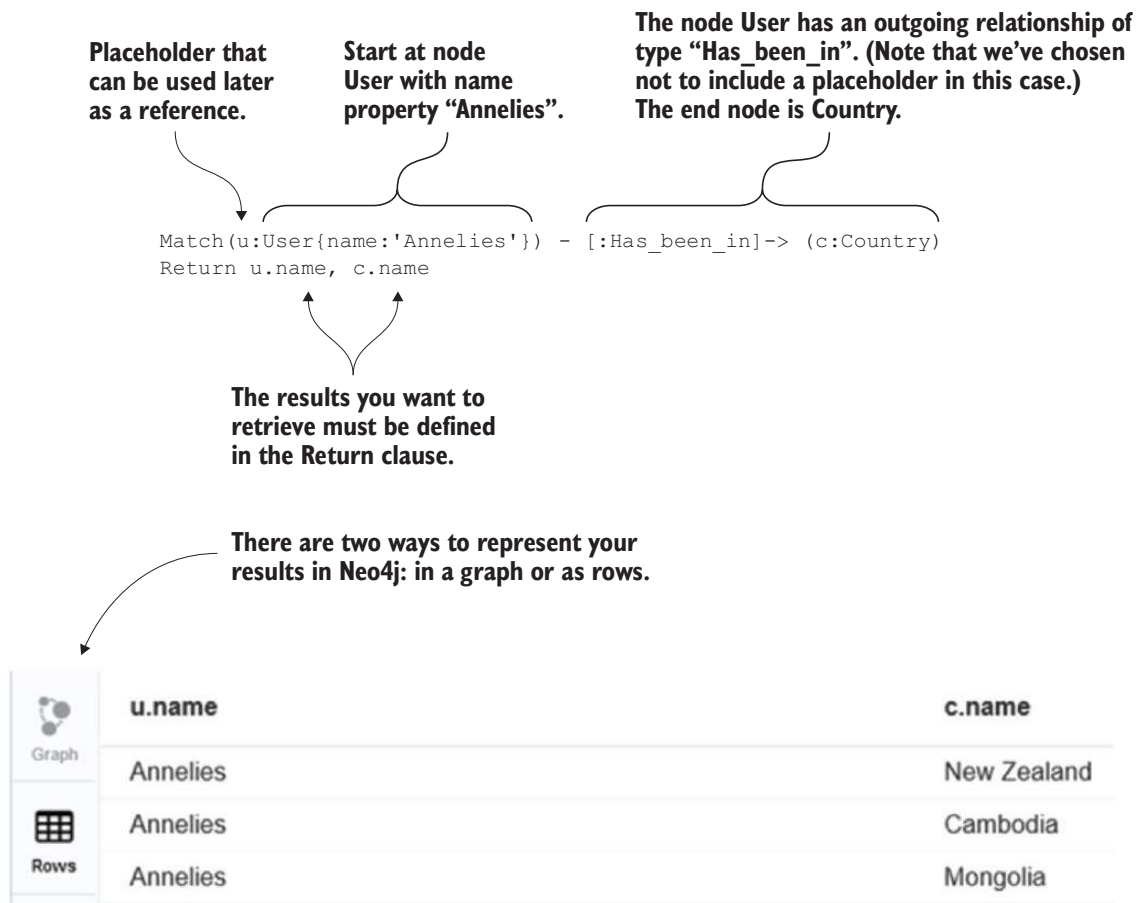 Placeholder that
can be used later
as a reference.
Start at node
User with name
property “Annelies”.
The node User has an outgoing relationship of
type “Has_been_in”. (Note that we’ve chosen
not to include a placeholder in this case.)
The end node is Country.
Match(u:User{name:'Annelies'}) - [:Has_been_in]-> (c:Country)
Return u.name, c.name
The results you want to
retrieve must be defined
in the Return clause.
There are two ways to represent your
results in Neo4j: in a graph or as rows.
Graph
Rows
u.name c.name
Annelies New Zealand
Annelies Cambodia
Annelies Mongolia